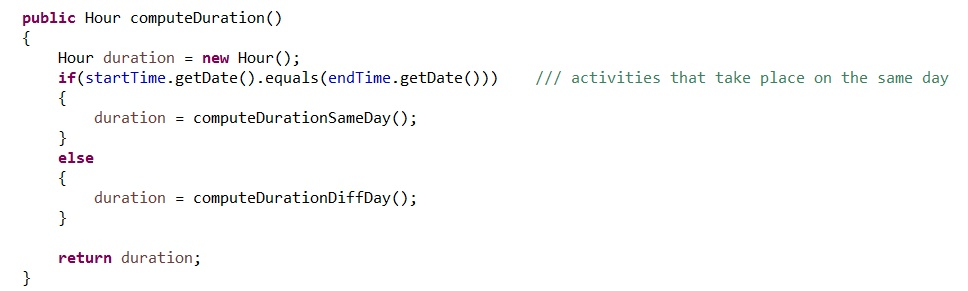 public Hour computeDuration()
{
    Hour duration = new Hour();
    if(startTime.getDate().equals(endTime.getDate()))    /// activities that take place on the same day
    {
        duration = computeDurationSameDay();
    }
    else
    {
        duration = computeDurationDiffDay();
    }

    return duration;
}